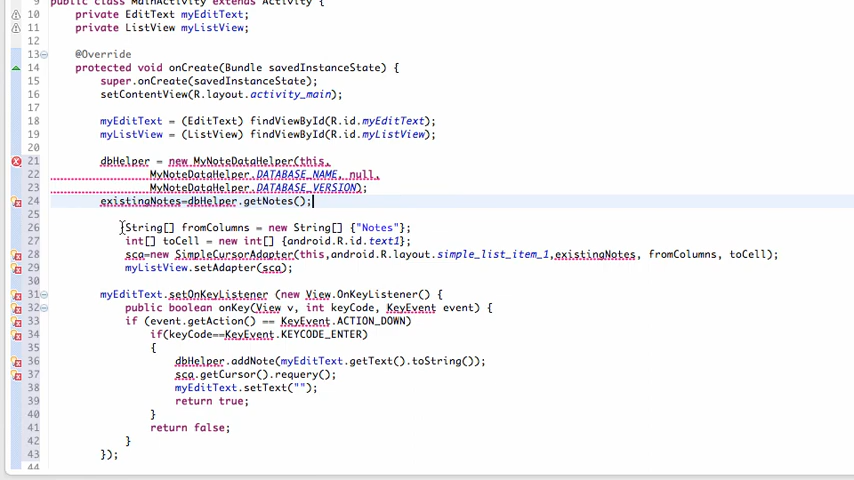 9 public class MainActivity extends Activity {
10 private EditText myEditText;
11 private ListView myListView;
12
13 @Override
14 protected void onCreate(Bundle savedInstanceState) {
15 super.onCreate(savedInstanceState);
16 setContentView(R.layout.activity_main);
17
18 myEditText = (EditText) findViewById(R.id.myEditText);
19 myListView = (ListView) findViewById(R.id.myListView);
20
21 dbHelper = new MyNoteDataHelper(this,
22 MyNoteDataHelper.DATABASE_NAME, null,
23 MyNoteDataHelper.DATABASE_VERSION);
24 existingNotes=dbHelper.getNotes();
25
26 String[] fromColumns = new String[] {"Notes"};
27 int[] toCell = new int[] {android.R.id.text1};
28 sca=new SimpleCursorAdapter(this,android.R.layout.simple_list_item_1,existingNotes, fromColumns, toCell);
29 myListView.setAdapter(sca);
30
31 myEditText.setOnKeyListener (new View.OnKeyListener() {
32 public boolean onKey(View v, int keyCode, KeyEvent event) {
33 if (event.getAction() == KeyEvent.ACTION_DOWN)
34 if(keyCode==KeyEvent.KEYCODE_ENTER)
35 {
36 dbHelper.addNote(myEditText.getText().toString());
37 sca.getCursor().requery();
38 myEditText.setText("");
39 return true;
40 }
41 return false;
42 }
43 });
44